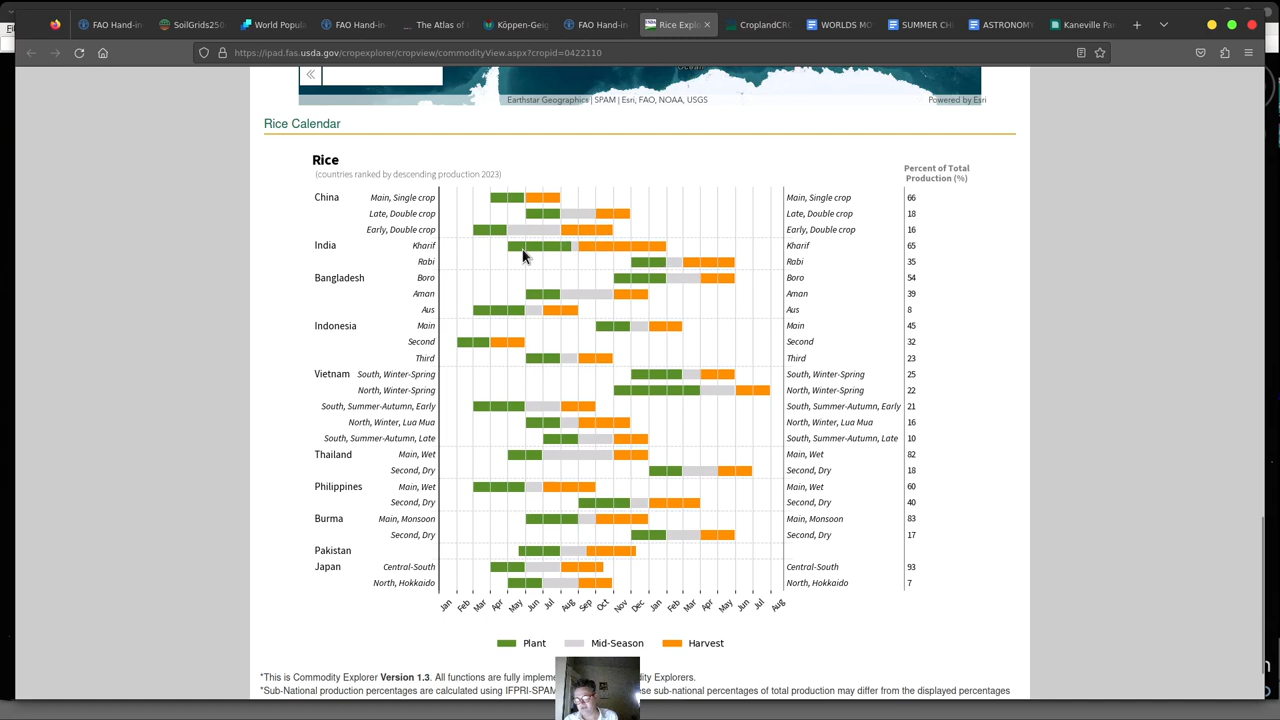 FAO Hand-in-
SoilGrids250
World Popula
FAO Hand-in-
The Atlas of
Köppen-Geig
FAO Hand-in-
Rice Explo
CroplandCRO
WORLDS MO
SUMMER CH
ASTRONOMY
Kaneville Par
https://ipad.fas.usda.gov/cropexplorer/cropview/commodityView.aspx?cropid=0422110
Earthstar Geographics | SPAM | Esri, FAO, NOAA, USGS
Powered by Esri
Rice Calendar
Rice
(countries ranked by descending production 2023)
Percent of Total
Production (%)
China Main, Single crop Main, Single crop 66
Late, Double crop Late, Double crop 18
Early, Double crop Early, Double crop 16
India Kharif Kharif 65
Rabi Rabi 35
Bangladesh Boro Boro 54
Aman Aman 39
Aus Aus 8
Indonesia Main Main 45
Second Second 32
Third Third 23
Vietnam South, Winter-Spring South, Winter-Spring 25
North, Winter-Spring North, Winter-Spring 22
South, Summer-Autumn, Early South, Summer-Autumn, Early 21
North, Winter, Lua Mua North, Winter, Lua Mua 16
South, Summer-Autumn, Late South, Summer-Autumn, Late 10
Thailand Main, Wet Main, Wet 82
Second, Dry Second, Dry 18
Philippines Main, Wet Main, Wet 60
Second, Dry Second, Dry 40
Burma Main, Monsoon Main, Monsoon 83
Second, Dry Second, Dry 17
Pakistan
Japan Central-South Central-South 93
North, Hokkaido North, Hokkaido 7
Jan Feb Mar Apr May Jun Jul Aug Sep Oct Nov Dec Jan Feb Mar Apr May Jun Jul Aug
Plant Mid-Season Harvest
*This is Commodity Explorer Version 1.3. All functions are fully impleme dity Explorers.
*Sub-National production percentages are calculated using IFPRI-SPAM ese sub-national percentages of total production may differ from the displayed percentages